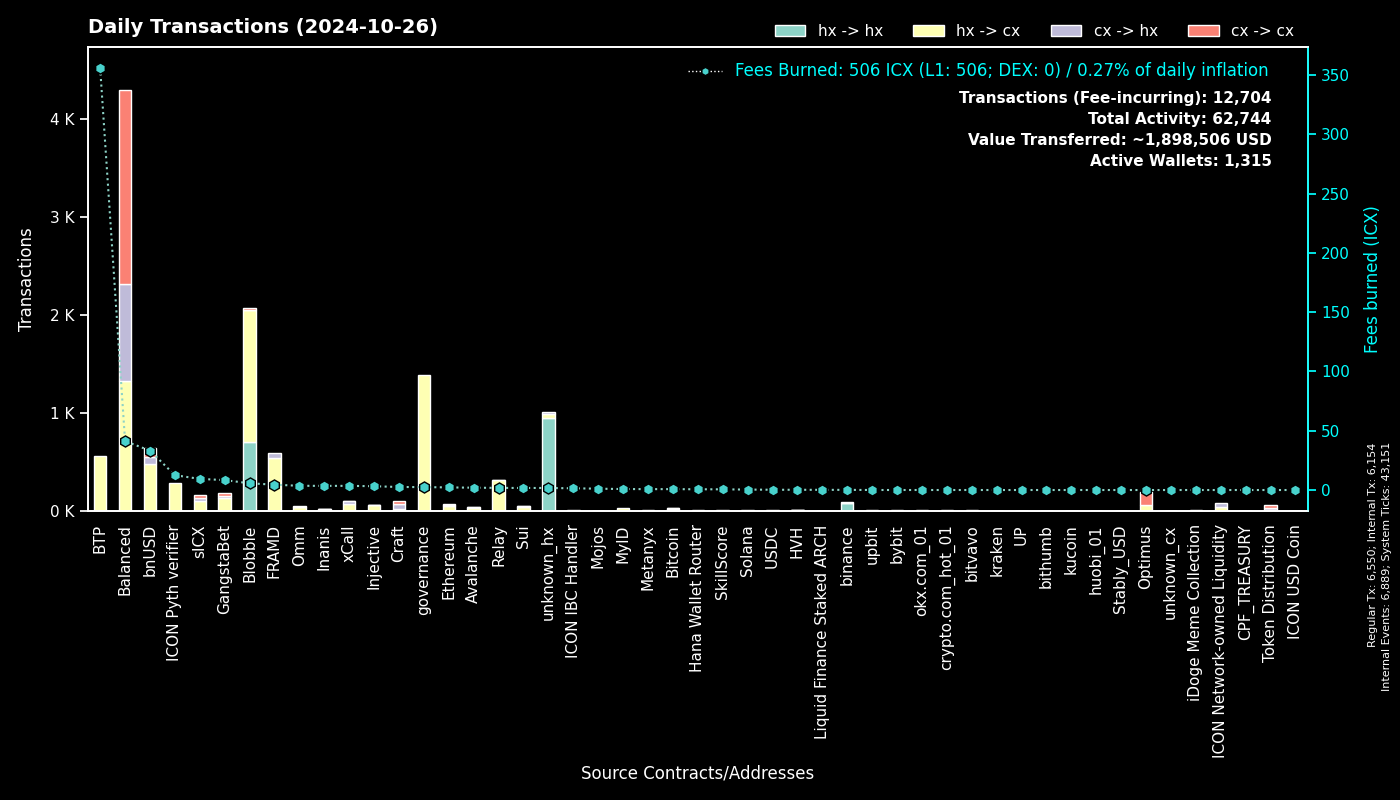 Daily Transactions (2024-10-26)
hx -> hx hx -> cx cx -> hx cx -> cx
Fees Burned: 506 ICX (L1: 506; DEX: 0) / 0.27% of daily inflation
Transactions (Fee-incurring): 12,704
Total Activity: 62,744
Value Transferred: ~1,898,506 USD
Active Wallets: 1,315
Transactions
4 K
3 K
2 K
1 K
0 K
350
300
250
200
150
100
50
0
Fees burned (ICX)
BTP
Balanced
bnUSD
ICON Pyth verifier
sICX
GangstaBet
Blobble
FRAMD
Omm
Inanis
xCall
Injective
Craft
governance
Ethereum
Avalanche
Relay
Sui
unknown_hx
ICON IBC Handler
Mojos
MyID
Metanyx
Bitcoin
Hana Wallet Router
SkillScore
Solana
USDC
HVH
Liquid Finance Staked ARCH
binance
upbit
bybit
okx.com_01
crypto.com_hot_01
bitvavo
kraken
UP
bithumb
kucoin
huobi_01
Stably_USD
Optimus
unknown_cx
iDoge Meme Collection
ICON Network-owned Liquidity
CPF_TREASURY
Token Distribution
ICON USD Coin
Source Contracts/Addresses
Regular Tx: 6,550; Internal Tx: 6,154
Internal Events: 6,889; System Ticks: 43,151